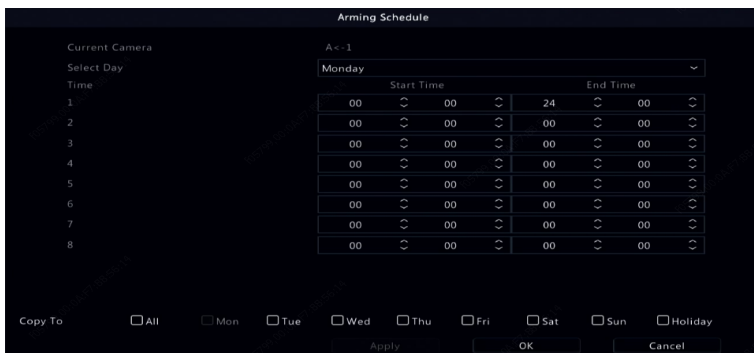 Arming Schedule
Current Camera A<-1
Select Day Monday
Time Start Time End Time
1 00 00 24 00
2 00 00 00 00
3 00 00 00 00
4 00 00 00 00
5 00 00 00 00
6 00 00 00 00
7 00 00 00 00
8 00 00 00 00
Copy To All Mon Tue Wed Thu Fri Sat Sun Holiday
Apply OK Cancel